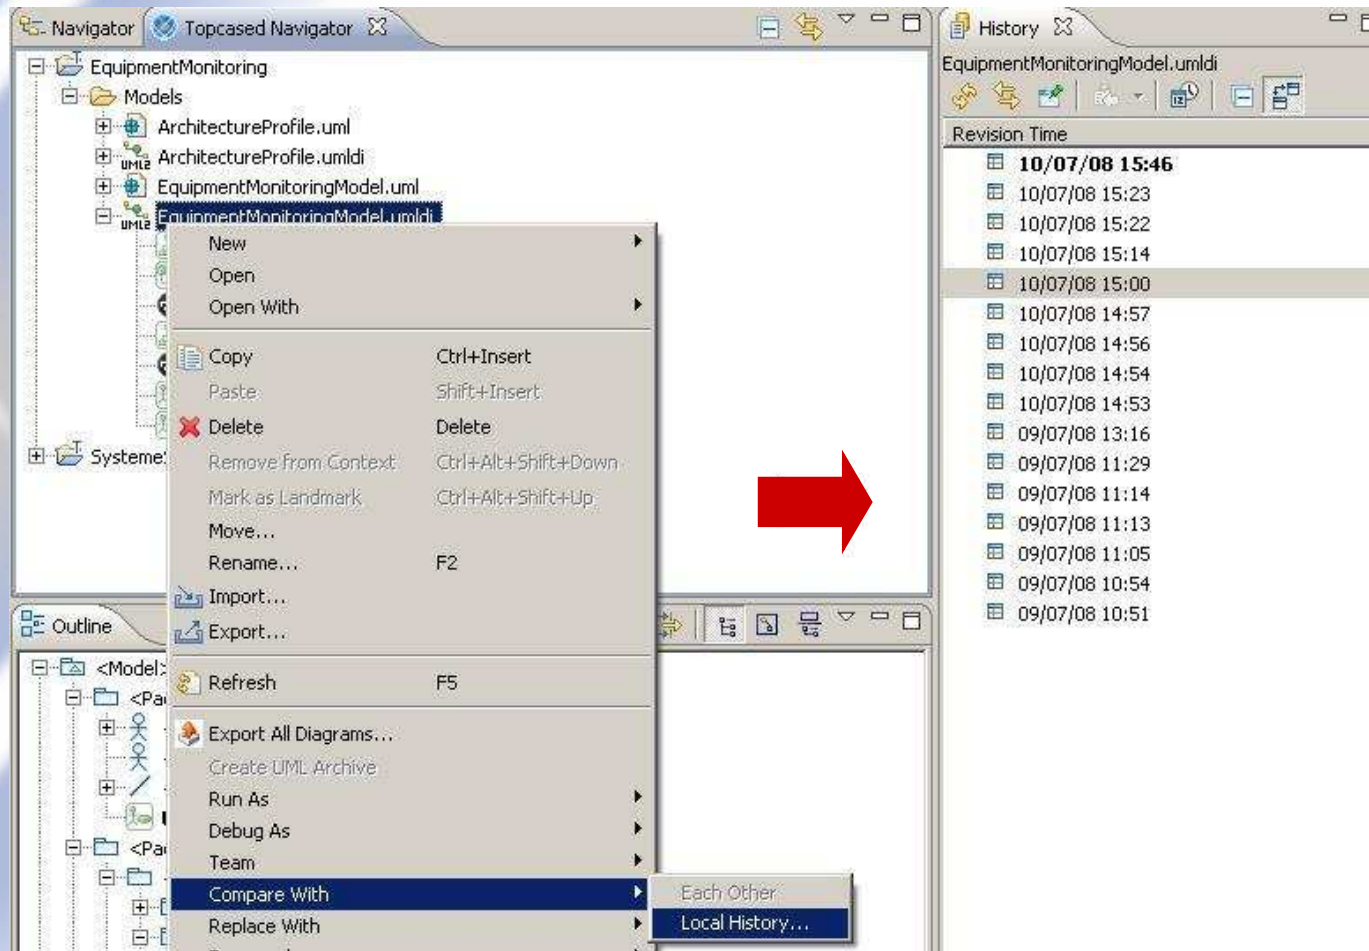 Navigator
Topcased Navigator
EquipmentMonitoring
Models
ArchitectureProfile.uml
ArchitectureProfile.umldi
EquipmentMonitoringModel.uml
EquipmentMonitoringModel.umldi
Systeme
New
Open
Open With
Copy Ctrl+Insert
Paste Shift+Insert
Delete Delete
Remove from Context Ctrl+Alt+Shift+Down
Mark as Landmark Ctrl+Alt+Shift+Up
Move...
Rename... F2
Import...
Export...
Refresh F5
Export All Diagrams...
Create UML Archive
Run As
Debug As
Team
Compare With
Replace With
Each Other
Local History...
Outline
<Model>
<Pa
<Pa
History
EquipmentMonitoringModel.umldi
Revision Time
10/07/08 15:46
10/07/08 15:23
10/07/08 15:22
10/07/08 15:14
10/07/08 15:00
10/07/08 14:57
10/07/08 14:56
10/07/08 14:54
10/07/08 14:53
09/07/08 13:16
09/07/08 11:29
09/07/08 11:14
09/07/08 11:13
09/07/08 11:05
09/07/08 10:54
09/07/08 10:51